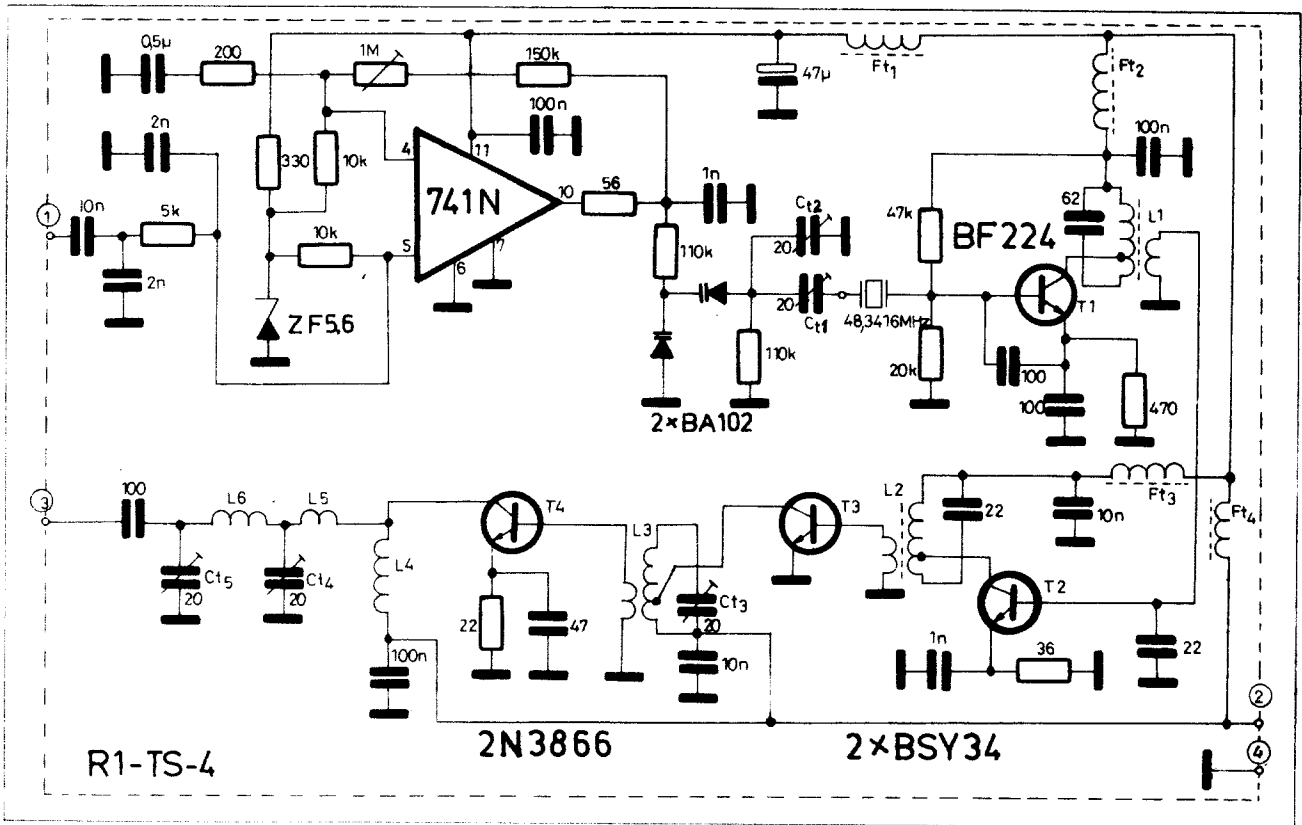 0,5µ
200
1M
150k
47µ
Ft1
Ft2
2n
330
10k
100n
4
11
741N
10
56
1n
100n
1
10n
5k
10k
5
6
7
2n
ZF5,6
110k
Ct2
20
20
Ct1
47k
BF224
62
L1
48,3416MHz
T1
110k
20k
100
100
470
2×BA102
3
100
L6
L5
T4
L3
T3
L2
22
10n
Ft3
Ft4
Ct5
20
Ct4
20
L4
22
47
Ct3
20
T2
100n
10n
1n
36
22
2
2N3866
2×BSY34
4
R1-TS-4